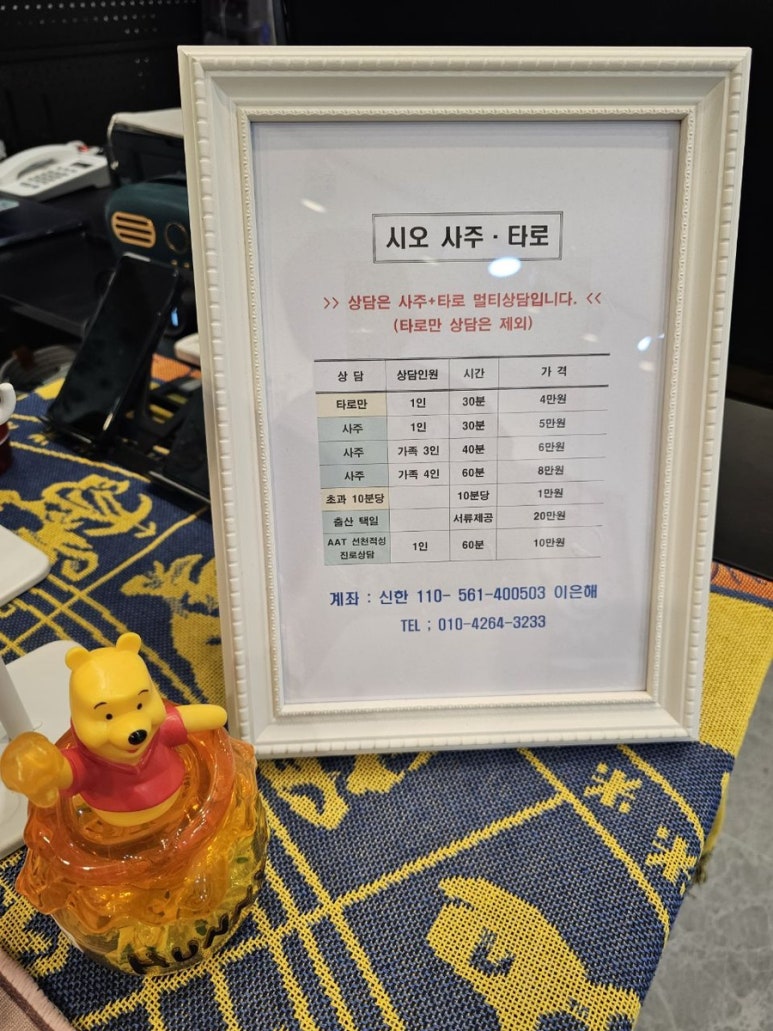 시오 사주 · 타로
>> 상담은 사주+타로 멀티상담입니다. <<
(타로만 상담은 제외)
상 담 상담인원 시간 가 격
타로만 1인 30분 4만원
사주 1인 30분 5만원
사주 가족 3인 40분 6만원
사주 가족 4인 60분 8만원
초과 10분당 10분당 1만원
출산 택임 서류제공 20만원
AAT 선천적성
진로상담 1인 60분 10만원
계좌 : 신한 110- 561-400503 이은해
TEL ; 010-4264-3233
HUNNY